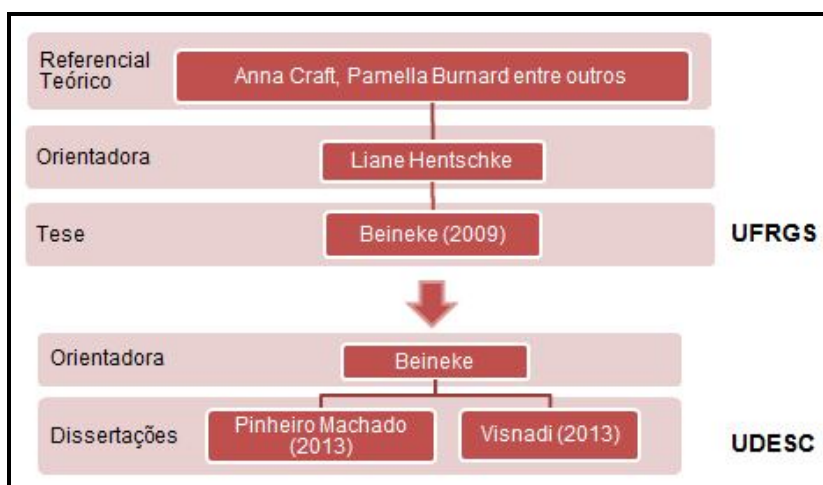 Referencial
Teórico
Anna Craft, Pamella Burnard entre outros
Orientadora
Liane Hentschke
Tese
Beineke (2009)
UFRGS
Orientadora
Beineke
Dissertações
Pinheiro Machado
(2013)
Visnadi (2013)
UDESC